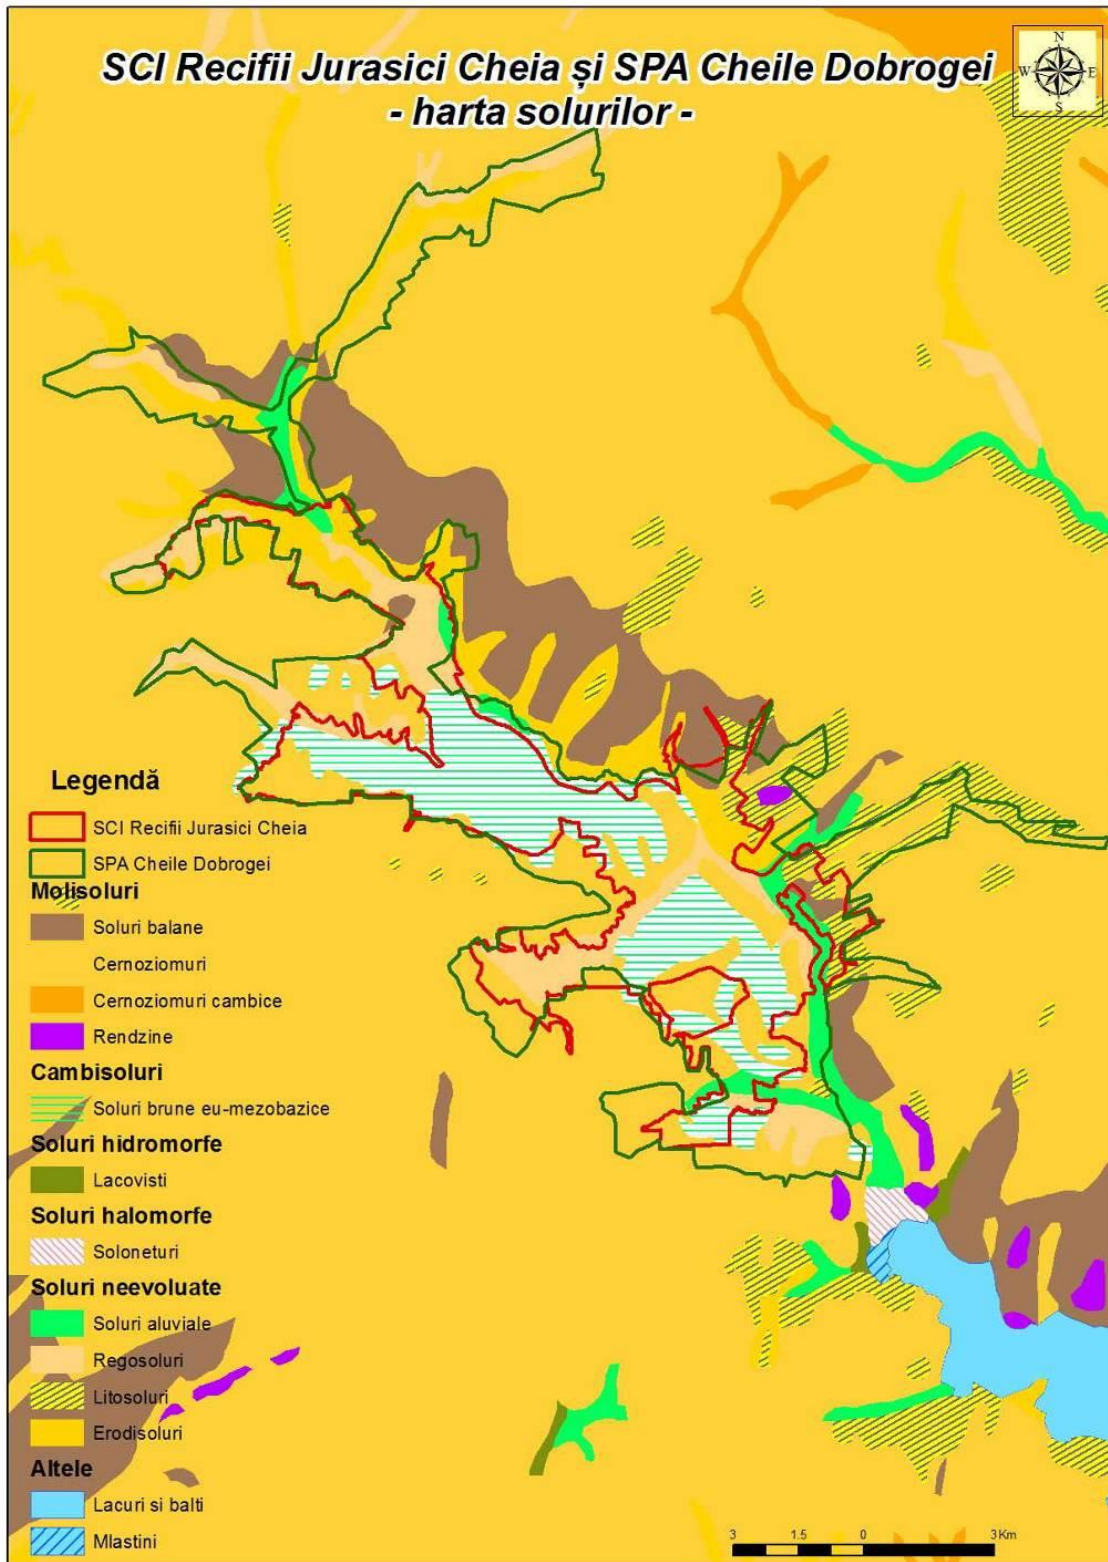 SCI Recifii Jurasici Cheia și SPA Cheile Dobrogei
- harta solurilor -
N
W E
S
Legendă
SCI Recifii Jurasici Cheia
SPA Cheile Dobrogei
Molisoluri
Soluri balane
Cernoziomuri
Cernoziomuri cambice
Rendzine
Cambisoluri
Soluri brune eu-mezobazice
Soluri hidromorfe
Lacovisti
Soluri halomorfe
Soloneturi
Soluri neevoluate
Soluri aluviale
Regosoluri
Litosoluri
Erodisoluri
Altele
Lacuri si balti
Mlastini
3 1.5 0 3 Km